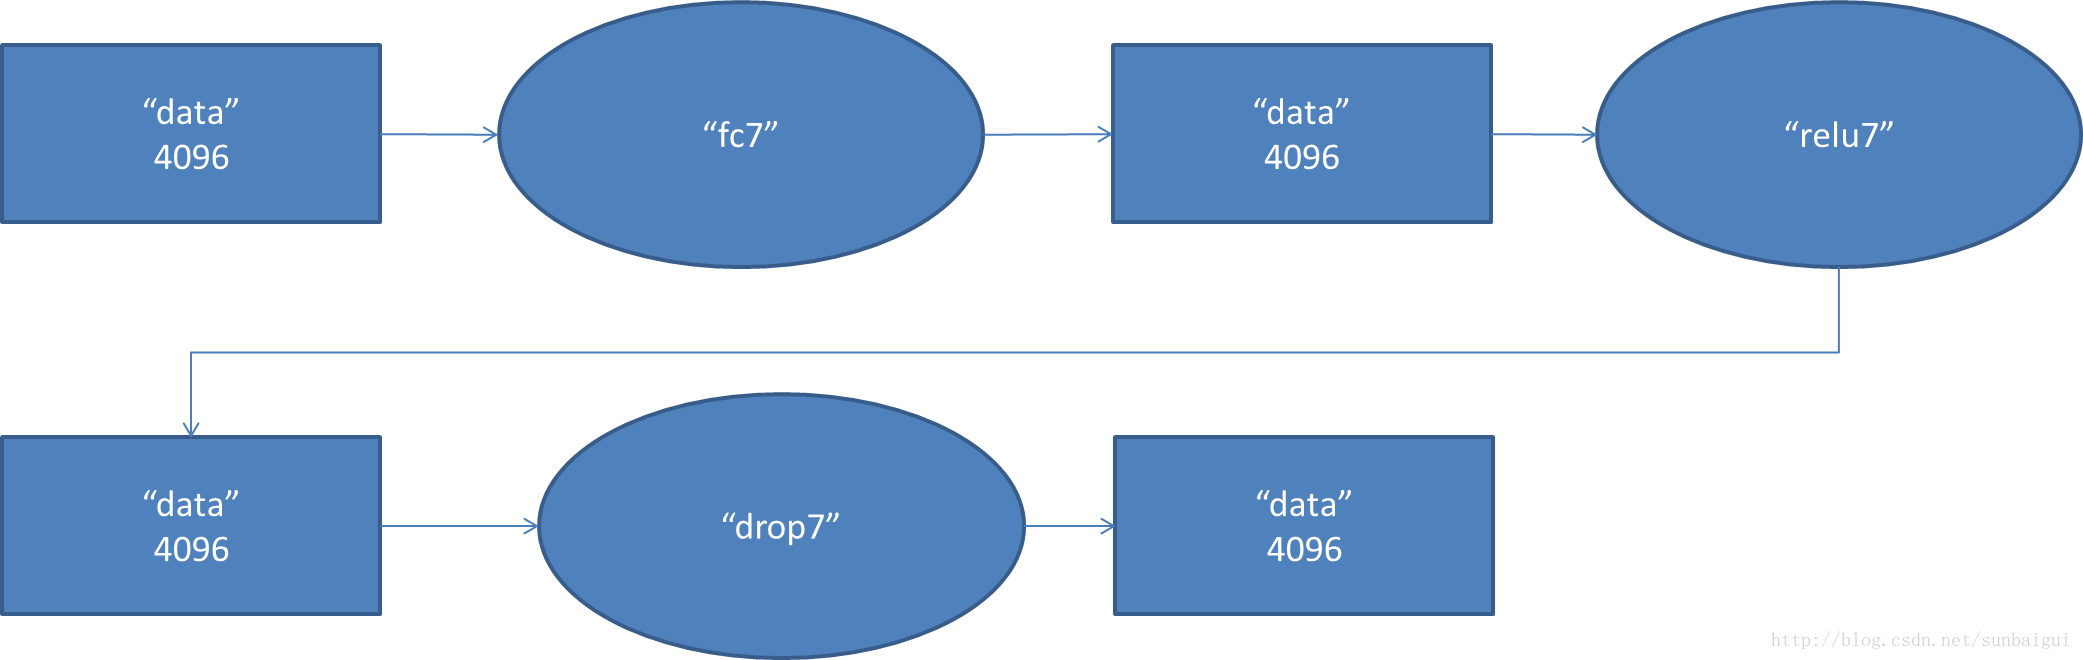 “data”
4096
“fc7”
“data”
4096
“relu7”
“data”
4096
“drop7”
“data”
4096
http://blog.csdn.net/sunbaigui